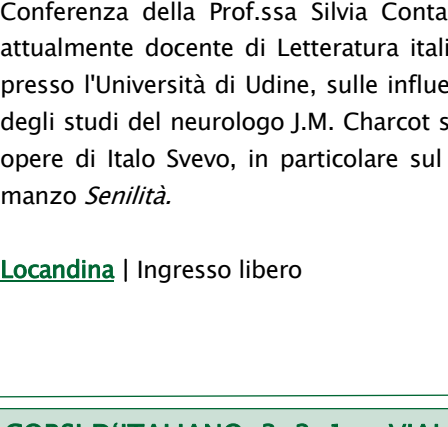 Conferenza della Prof.ssa Silvia Conta
attualmente docente di Letteratura itali
presso l'Università di Udine, sulle influe
degli studi del neurologo J.M. Charcot s
opere di Italo Svevo, in particolare sul
manzo Senilità.
Locandina | Ingresso libero